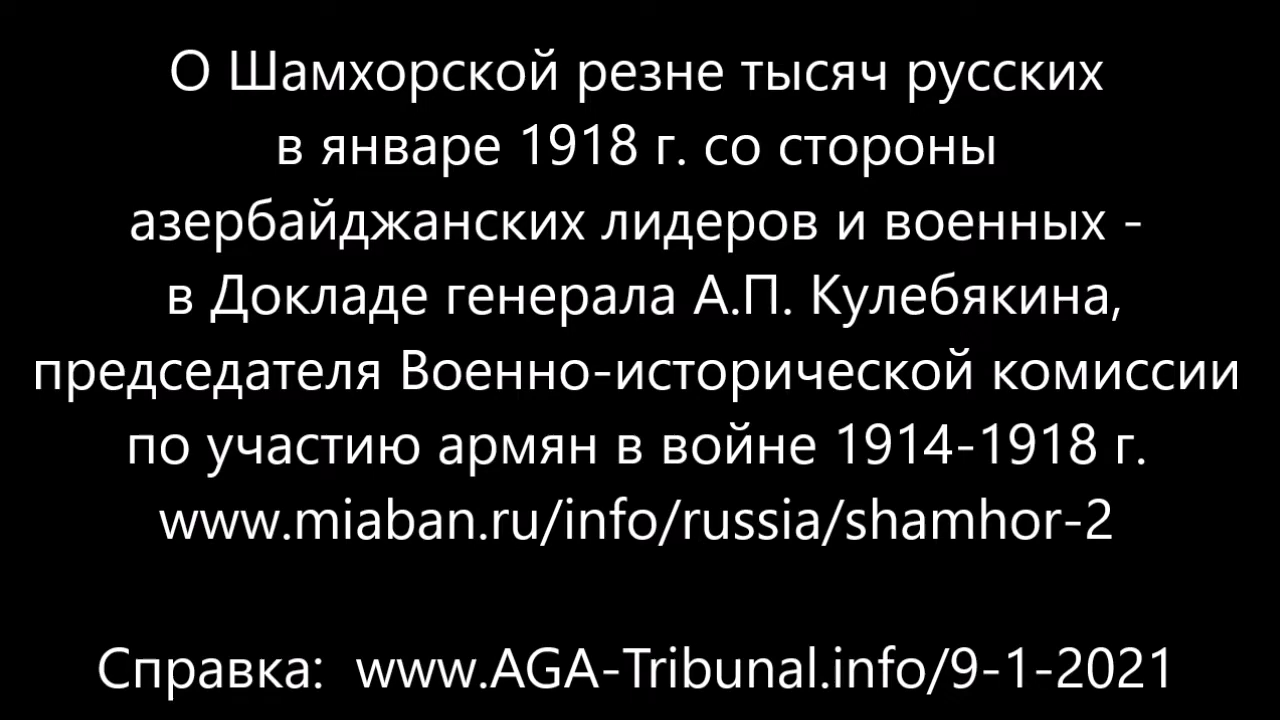 О Шамхорской резне тысяч русских
в январе 1918 г. со стороны
азербайджанских лидеров и военных -
в Докладе генерала А.П. Кулебякина,
председателя Военно-исторической комиссии
по участию армян в войне 1914-1918 г.
www.miaban.ru/info/russia/shamhor-2
Справка: www.AGA-Tribunal.info/9-1-2021